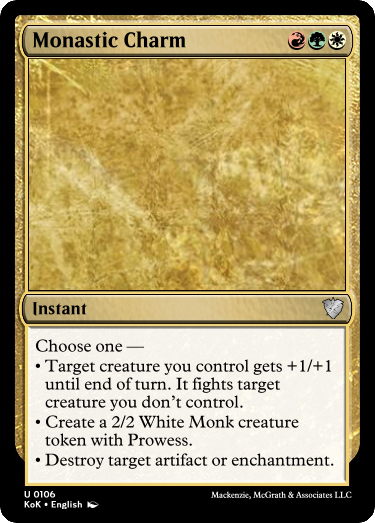 Monastic Charm
Instant
Choose one —
• Target creature you control gets +1/+1
until end of turn. It fights target
creature you don't control.
• Create a 2/2 White Monk creature
token with Prowess.
• Destroy target artifact or enchantment.
U 0106
KoK • English
Mackenzie, McGrath & Associates LLC